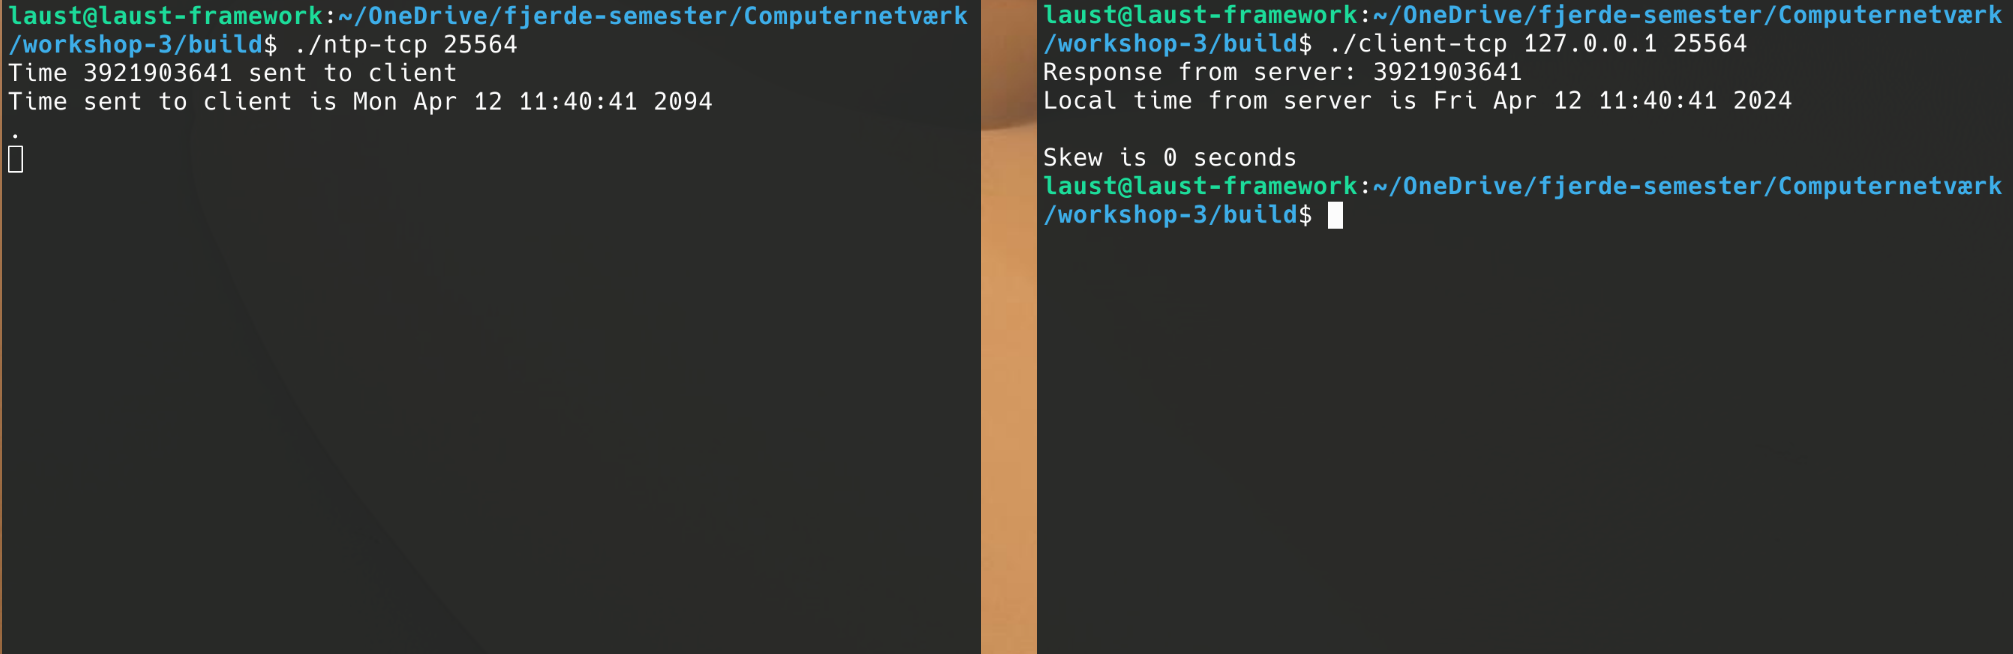 laust@laust-framework:~/OneDrive/fjerde-semester/Computernetværk
/workshop-3/build$ ./ntp-tcp 25564
Time 3921903641 sent to client
Time sent to client is Mon Apr 12 11:40:41 2094
.
laust@laust-framework:~/OneDrive/fjerde-semester/Computernetværk
/workshop-3/build$ ./client-tcp 127.0.0.1 25564
Response from server: 3921903641
Local time from server is Fri Apr 12 11:40:41 2024
Skew is 0 seconds
laust@laust-framework:~/OneDrive/fjerde-semester/Computernetværk
/workshop-3/build$